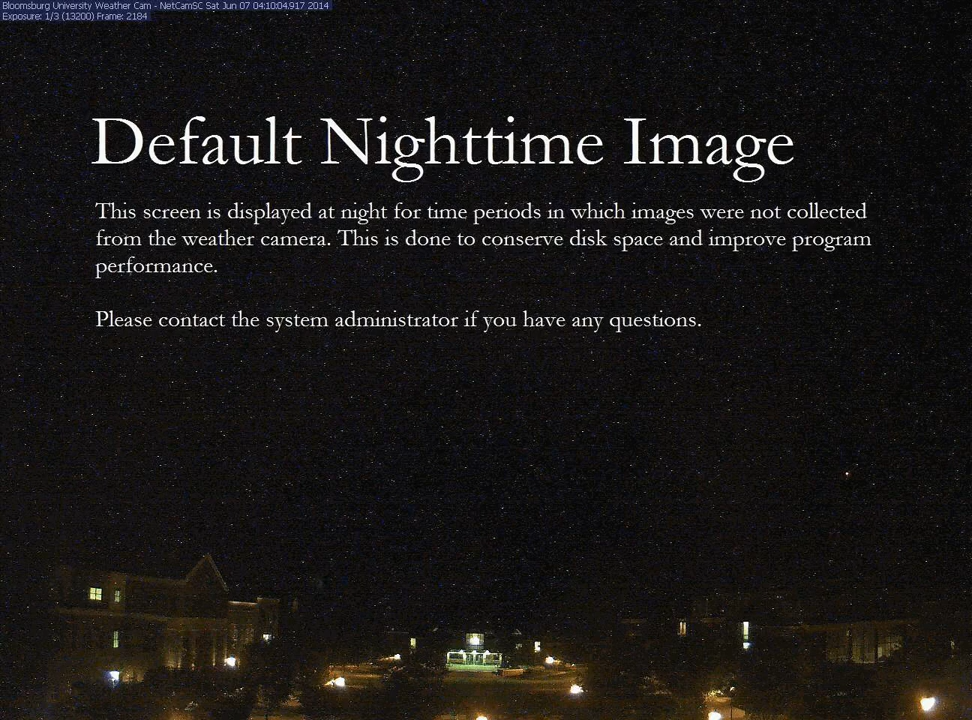 Bloomsburg University Weather Cam - NetCamSC Sat Jun 07 04:10:04.917 2014
Exposure: 1/3 (13200) Frame: 2184
Default Nighttime Image
This screen is displayed at night for time periods in which images were not collected
from the weather camera. This is done to conserve disk space and improve program
performance.
Please contact the system administrator if you have any questions.